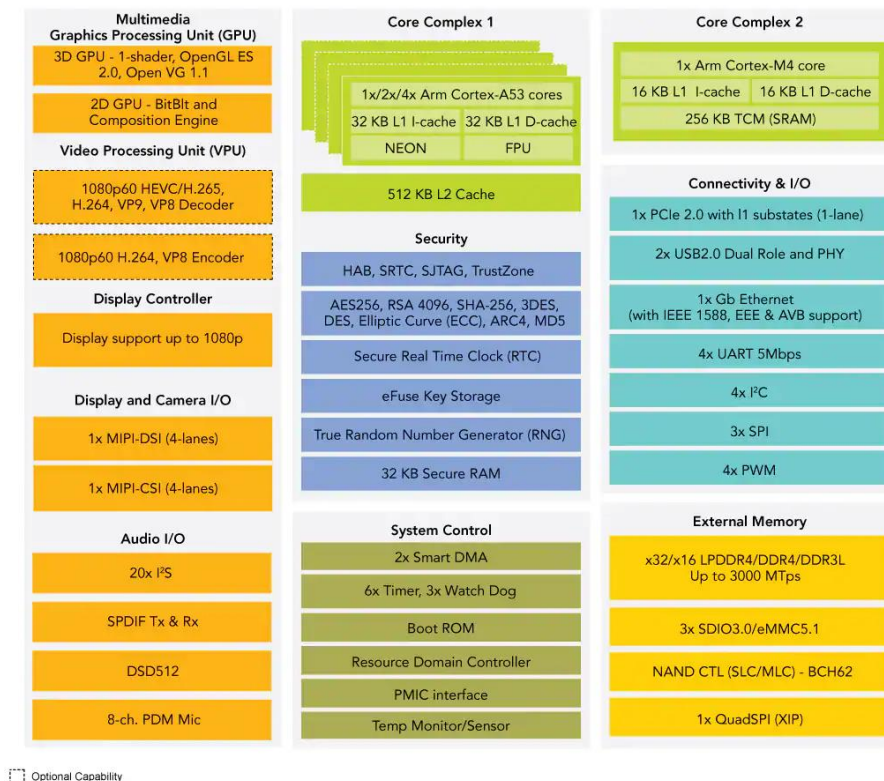 Multimedia
Graphics Processing Unit (GPU)
3D GPU - 1-shader, OpenGL ES
2.0, Open VG 1.1
2D GPU - BitBlt and
Composition Engine
Video Processing Unit (VPU)
1080p60 HEVC/H.265,
H.264, VP9, VP8 Decoder
1080p60 H.264, VP8 Encoder
Display Controller
Display support up to 1080p
Display and Camera I/O
1x MIPI-DSI (4-lanes)
1x MIPI-CSI (4-lanes)
Audio I/O
20x I²S
SPDIF Tx & Rx
DSD512
8-ch. PDM Mic
Core Complex 1
1x/2x/4x Arm Cortex-A53 cores
32 KB L1 I-cache
32 KB L1 D-cache
NEON
FPU
512 KB L2 Cache
Security
HAB, SRTC, SJTAG, TrustZone
AES256, RSA 4096, SHA-256, 3DES,
DES, Elliptic Curve (ECC), ARC4, MD5
Secure Real Time Clock (RTC)
eFuse Key Storage
True Random Number Generator (RNG)
32 KB Secure RAM
System Control
2x Smart DMA
6x Timer, 3x Watch Dog
Boot ROM
Resource Domain Controller
PMIC interface
Temp Monitor/Sensor
Core Complex 2
1x Arm Cortex-M4 core
16 KB L1 I-cache
16 KB L1 D-cache
256 KB TCM (SRAM)
Connectivity & I/O
1x PCIe 2.0 with l1 substates (1-lane)
2x USB2.0 Dual Role and PHY
1x Gb Ethernet
(with IEEE 1588, EEE & AVB support)
4x UART 5Mbps
4x I²C
3x SPI
4x PWM
External Memory
x32/x16 LPDDR4/DDR4/DDR3L
Up to 3000 MTps
3x SDIO3.0/eMMC5.1
NAND CTL (SLC/MLC) - BCH62
1x QuadSPI (XIP)
Optional Capability